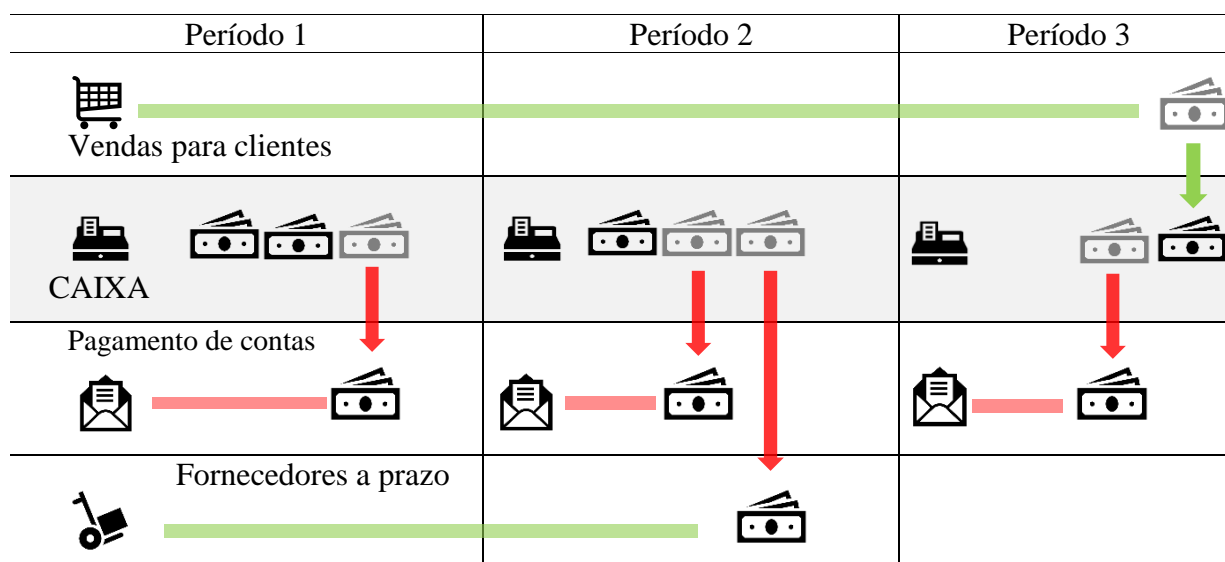 Período 1
Período 2
Período 3
Vendas para clientes
CAIXA
Pagamento de contas
Fornecedores a prazo